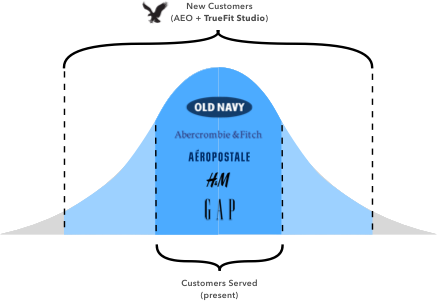 New Customers
(AEO + TrueFit Studio)
OLD NAVY
Abercrombie & Fitch
AÉROPOSTALE
H&M
GAP
Customers Served
(present)